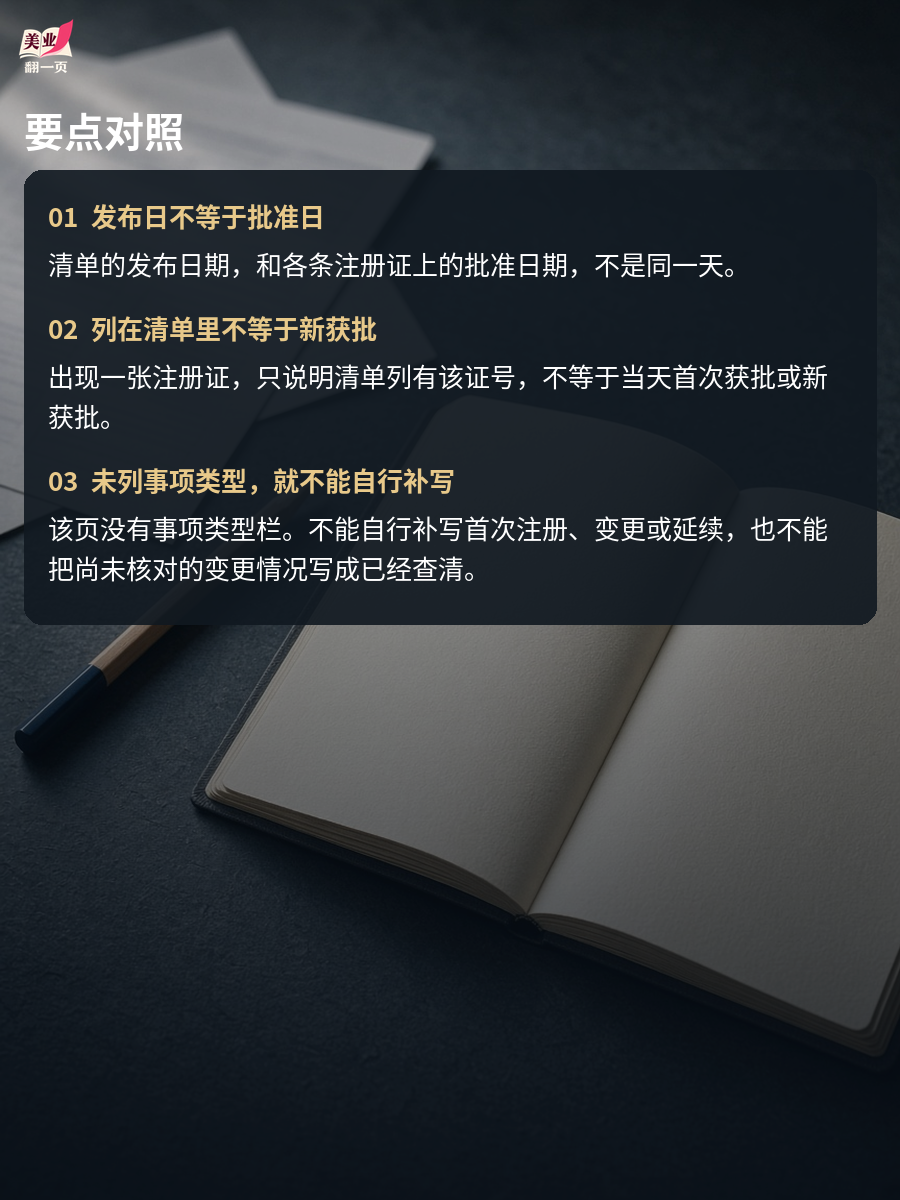 美业
翻一页
要点对照
01 发布日不等于批准日
清单的发布日期，和各条注册证上的批准日期，不是同一天。
02 列在清单里不等于新获批
出现一张注册证，只说明清单列有该证号，不等于当天首次获批或新
获批。
03 未列事项类型，就不能自行补写
该页没有事项类型栏。不能自行补写首次注册、变更或延续，也不能
把尚未核对的变更情况写成已经查清。